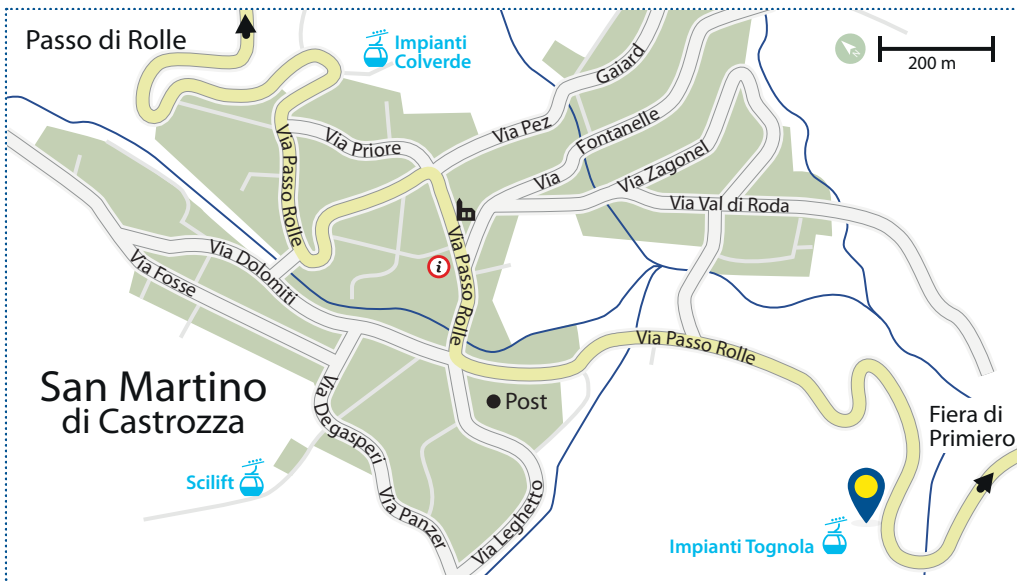 Passo di Rolle
Impianti
Colverde
200 m
Gaiard
Via Pez
Fontanelle
Via
Via Priore
Via Passo Rolle
Via Zagonel
Via Val di Roda
i
Via Passo Rolle
Via Dolomiti
Via Fosse
Via Passo Rolle
San Martino
di Castrozza
Via Degasperi
Post
Fiera di
Primiero
Scilift
Via Panzer
Via Leghetto
Impianti Tognola